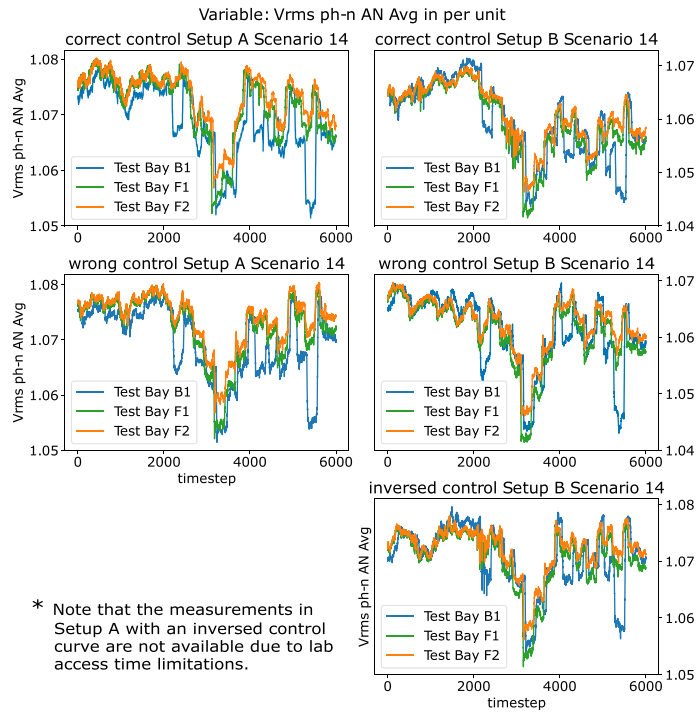 Variable: Vrms ph-n AN Avg in per unit
correct control Setup A Scenario 14
correct control Setup B Scenario 14
Vrms ph-n AN Avg
1.08
1.07
1.06
1.05
Test Bay B1
Test Bay F1
Test Bay F2
0 2000 4000 6000
1.07
1.06
1.05
1.04
Test Bay B1
Test Bay F1
Test Bay F2
0 2000 4000 6000
wrong control Setup A Scenario 14
wrong control Setup B Scenario 14
Vrms ph-n AN Avg
1.08
1.07
1.06
1.05
Test Bay B1
Test Bay F1
Test Bay F2
0 2000 4000 6000
timestep
1.07
1.06
1.05
1.04
Test Bay B1
Test Bay F1
Test Bay F2
0 2000 4000 6000
inversed control Setup B Scenario 14
Vrms ph-n AN Avg
1.08
1.07
1.06
1.05
Test Bay B1
Test Bay F1
Test Bay F2
0 2000 4000 6000
timestep
* Note that the measurements in
Setup A with an inversed control
curve are not available due to lab
access time limitations.